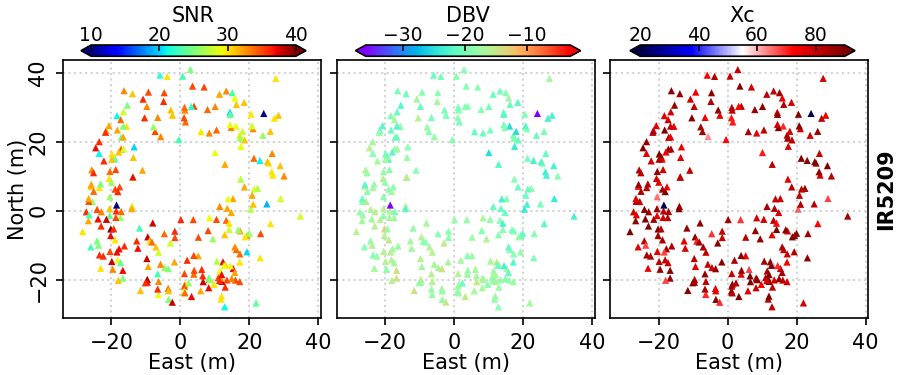 SNR DBV Xc
10 20 30 40 −30 −20 −10 20 40 60 80
40
20
0
−20
North (m)
IR5209
−20 0 20 40 −20 0 20 40 −20 0 20 40
East (m) East (m) East (m)